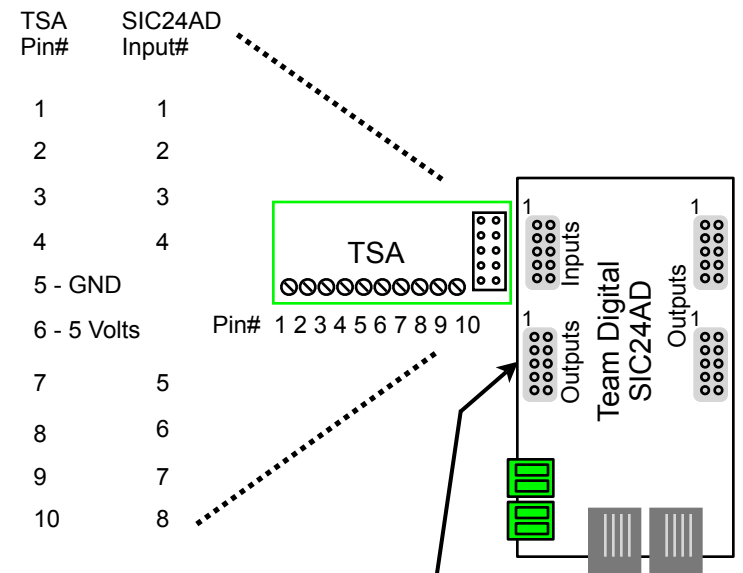 TSA SIC24AD
Pin# Input#
1 1
2 2
3 3
4 4
5 - GND
6 - 5 Volts
7 5
8 6
9 7
10 8
TSA
Pin# 1 2 3 4 5 6 7 8 9 10
1
Inputs
1
Outputs
Team Digital
SIC24AD
1
Outputs
1